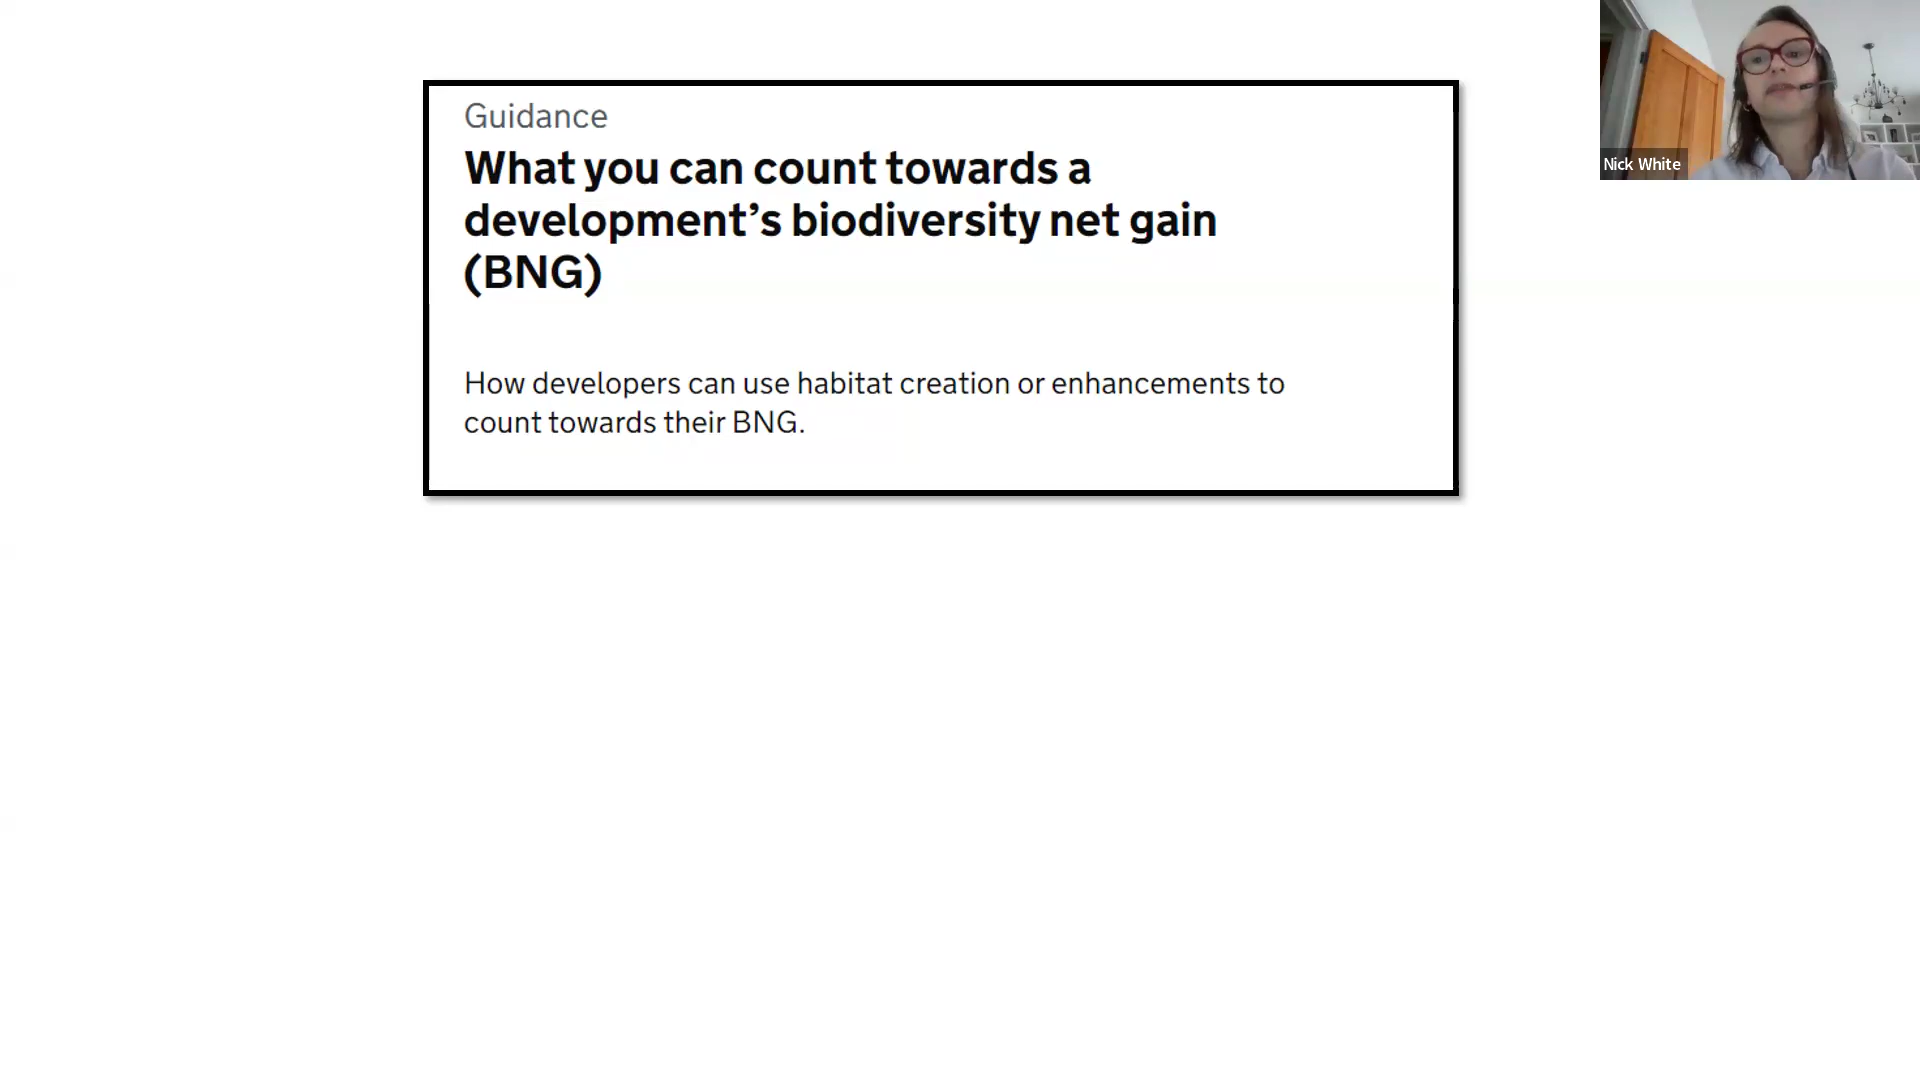 Guidance
What you can count towards a
development’s biodiversity net gain
(BNG)
How developers can use habitat creation or enhancements to
count towards their BNG.
Nick White